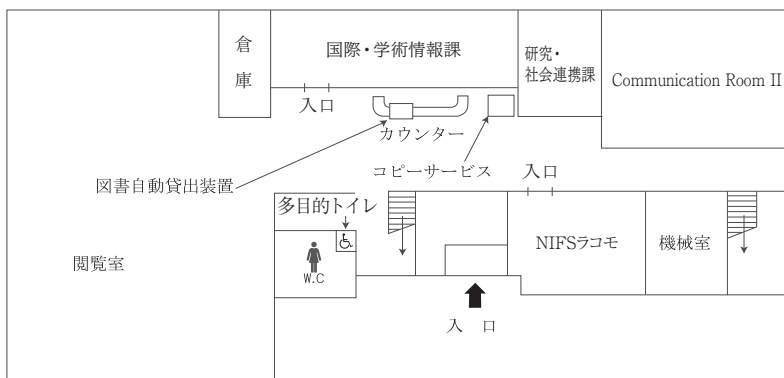 倉
庫
国際・学術情報課
研究・
社会連携課
Communication Room Ⅱ
入口
カウンター
コピーサービス
入口
図書自動貸出装置
多目的トイレ
閲覧室
W.C
NIFSラコモ
機械室
入　口